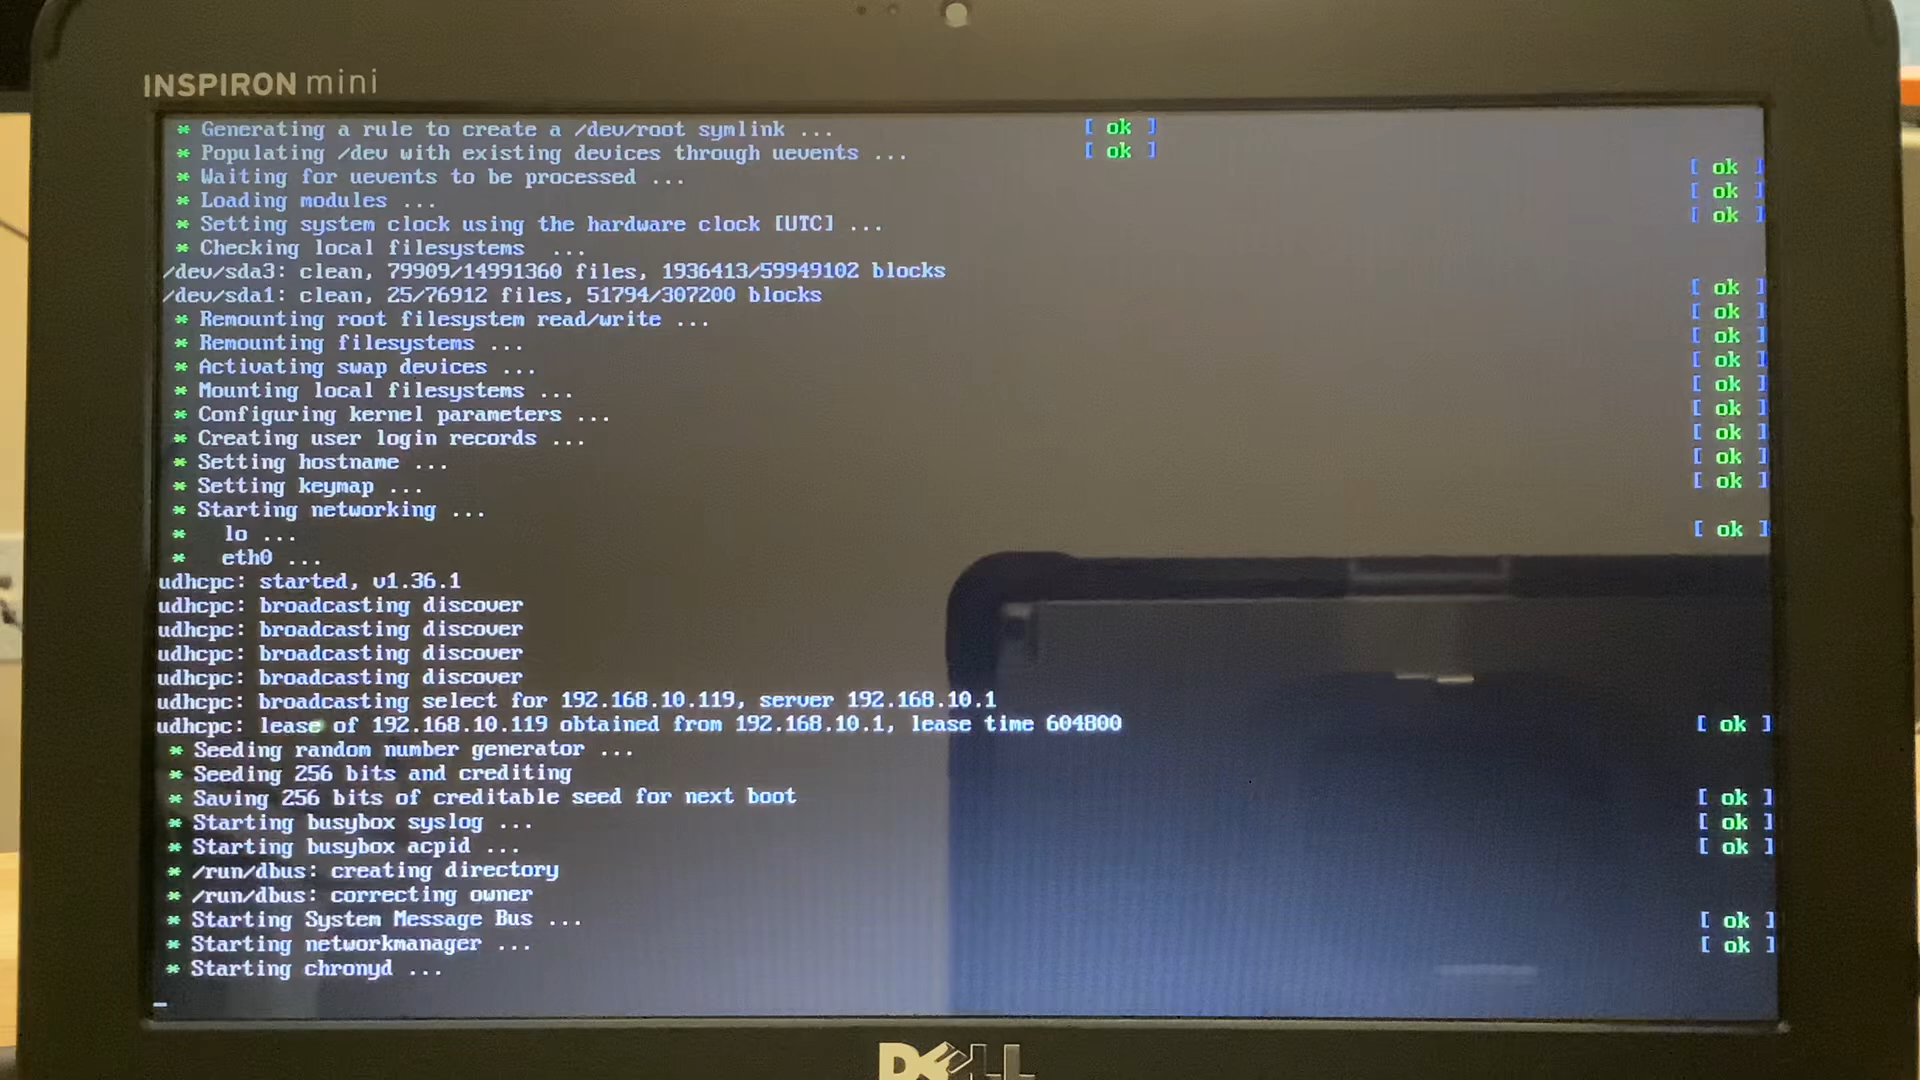 INSPIRON mini
* Generating a rule to create a /dev/root symlink ... [ ok ]
* Populating /dev with existing devices through uevents ... [ ok ]
* Waiting for uevents to be processed ... [ ok ]
* Loading modules ... [ ok ]
* Setting system clock using the hardware clock [UTC] ... [ ok ]
* Checking local filesystems  ...
/dev/sda3: clean, 79909/14991360 files, 1936413/59949102 blocks
/dev/sda1: clean, 25/76912 files, 51794/307200 blocks [ ok ]
* Remounting root filesystem read/write ... [ ok ]
* Remounting filesystems ... [ ok ]
* Activating swap devices ... [ ok ]
* Mounting local filesystems ... [ ok ]
* Configuring kernel parameters ... [ ok ]
* Creating user login records ... [ ok ]
* Setting hostname ... [ ok ]
* Setting keymap ... [ ok ]
* Starting networking ...
*   lo ... [ ok ]
*   eth0 ...
udhcpc: started, v1.36.1
udhcpc: broadcasting discover
udhcpc: broadcasting discover
udhcpc: broadcasting discover
udhcpc: broadcasting discover
udhcpc: broadcasting select for 192.168.10.119, server 192.168.10.1
udhcpc: lease of 192.168.10.119 obtained from 192.168.10.1, lease time 604800 [ ok ]
* Seeding random number generator ...
* Seeding 256 bits and crediting
* Saving 256 bits of creditable seed for next boot [ ok ]
* Starting busybox syslog ... [ ok ]
* Starting busybox acpid ... [ ok ]
* /run/dbus: creating directory
* /run/dbus: correcting owner
* Starting System Message Bus ... [ ok ]
* Starting networkmanager ... [ ok ]
* Starting chronyd ...
DELL